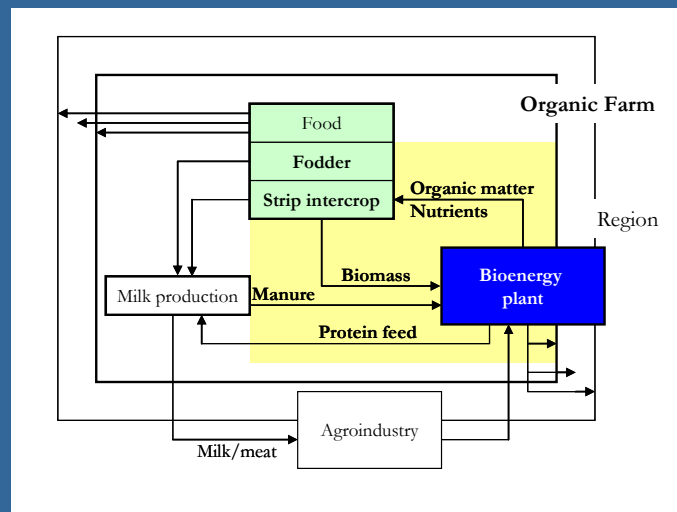 Organic Farm
Food
Fodder
Strip intercrop
Organic matter
Nutrients
Region
Biomass
Bioenergy
plant
Milk production
Manure
Protein feed
Agroindustry
Milk/meat